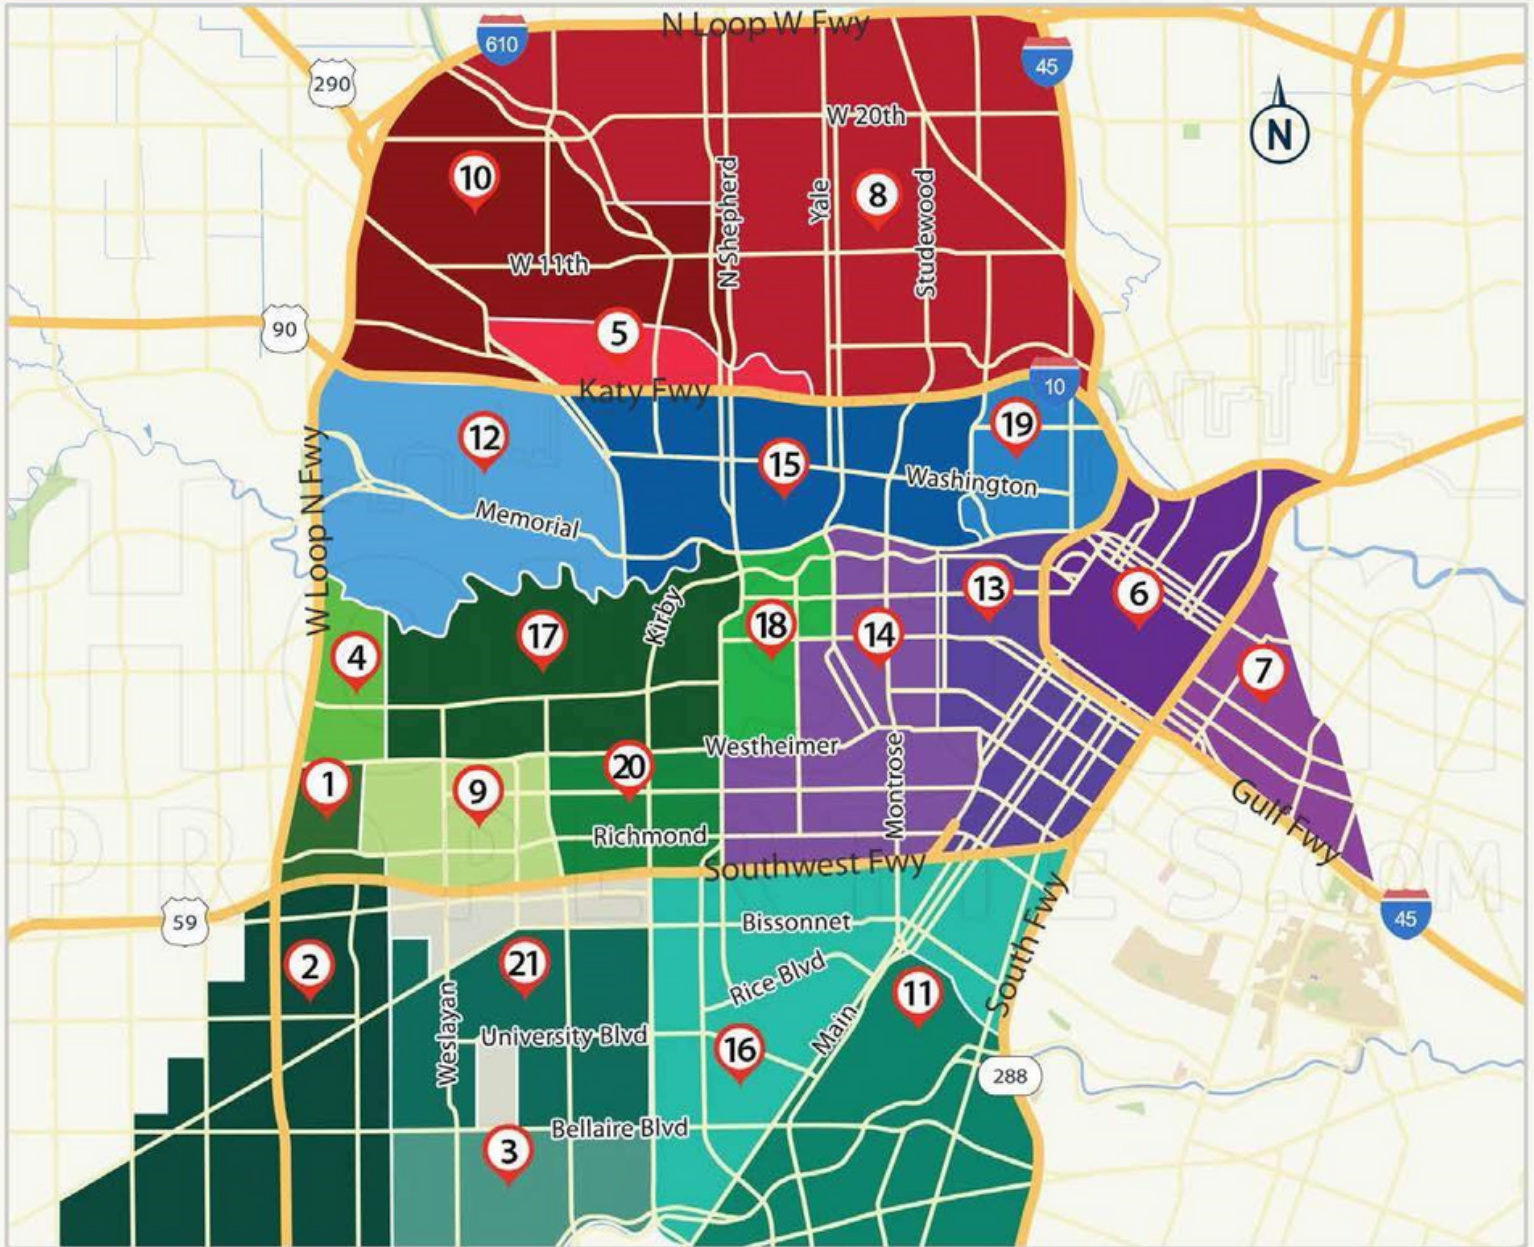 N Loop W Fwy
610
45
290
W 20th
N
10
N Shepherd
Yale
8
Studewood
W 11th
90
5
Katy Fwy
10
12
19
15
Washington
W Loop N Fwy
Memorial
13
6
Kirby
18
14
17
4
7
Westheimer
20
1
9
Montrose
Gulf Fwy
Richmond
Southwest Fwy
59
45
Bissonnet
South Fwy
2
21
Rice Blvd
11
Weslayan
University Blvd
16
Main
288
Bellaire Blvd
3
HOUSTON
PROPERTIES.COM